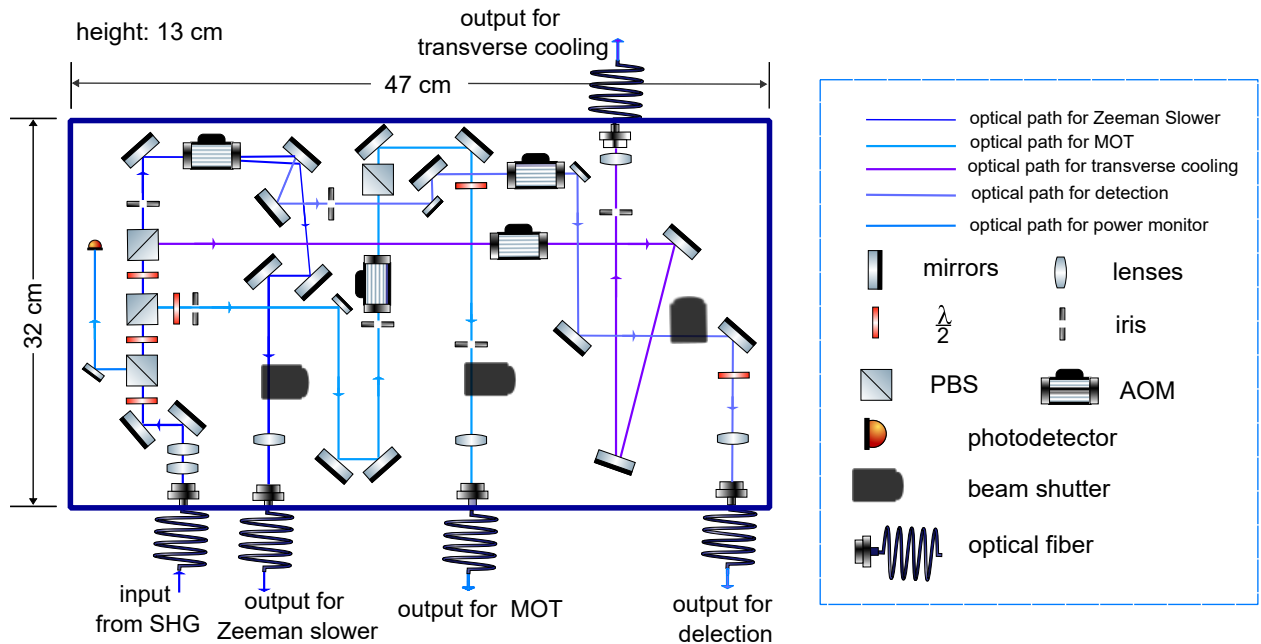 height: 13 cm
output for
transverse cooling
47 cm
32 cm
input
from SHG
output for
Zeeman slower
output for MOT
output for
delection
optical path for Zeeman Slower
optical path for MOT
optical path for transverse cooling
optical path for detection
optical path for power monitor
mirrors
lenses
λ
2
iris
PBS
AOM
photodetector
beam shutter
optical fiber